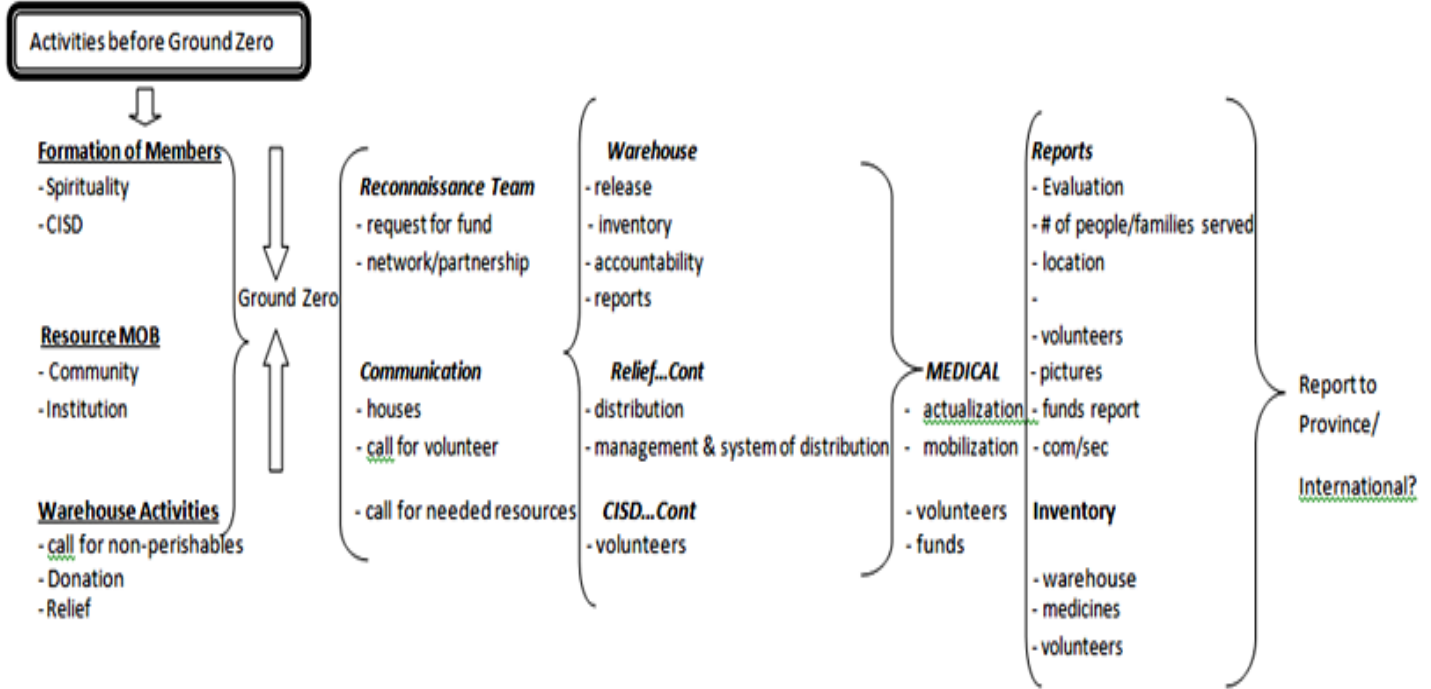 Activities before Ground Zero
Formation of Members
- Spirituality
- CISD
Resource MOB
- Community
- Institution
Warehouse Activities
- call for non-perishables
- Donation
- Relief
Ground Zero
Reconnaissance Team
- request for fund
- network/partnership
Communication
- houses
- call for volunteer
- call for needed resources
Warehouse
- release
- inventory
- accountability
- reports
Relief...Cont
- distribution
- management & system of distribution
CISD...Cont
- volunteers
MEDICAL
- actualization
- mobilization
- volunteers
- funds
Reports
- Evaluation
- # of people/families served
- location
-
- volunteers
- pictures
- funds report
- com/sec
Inventory
- warehouse
- medicines
- volunteers
Report to
Province/
International?